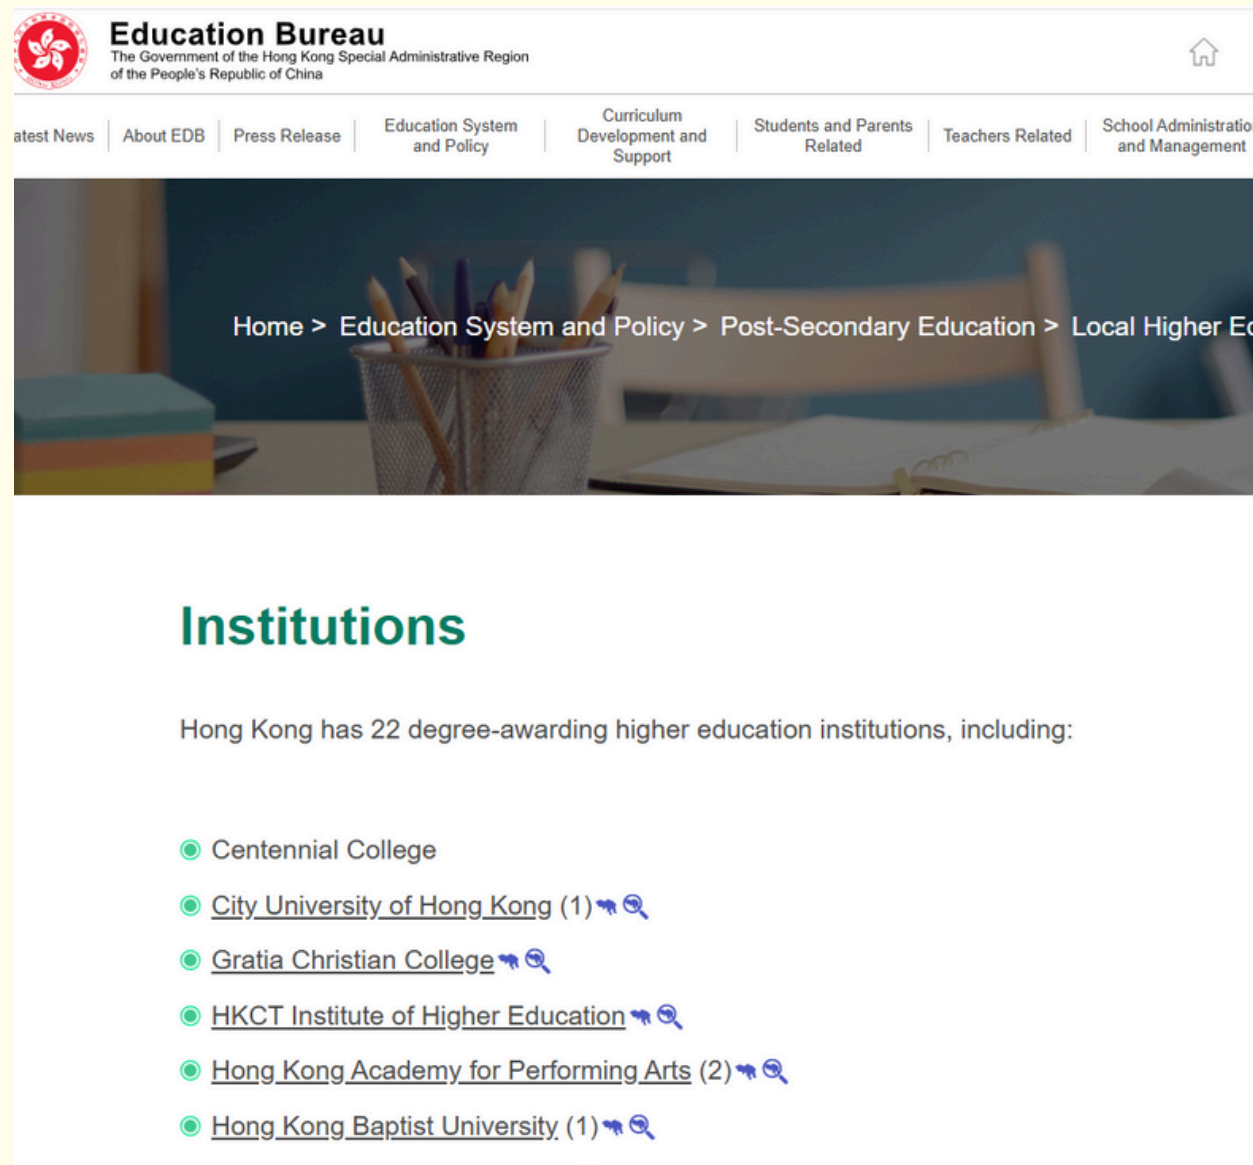 Education Bureau
The Government of the Hong Kong Special Administrative Region
of the People's Republic of China
atest News
About EDB
Press Release
Education System
and Policy
Curriculum
Development and
Support
Students and Parents
Related
Teachers Related
School Administratio
and Management
Home > Education System and Policy > Post-Secondary Education > Local Higher Ed
Institutions
Hong Kong has 22 degree-awarding higher education institutions, including:
Centennial College
City University of Hong Kong (1)
Gratia Christian College
HKCT Institute of Higher Education
Hong Kong Academy for Performing Arts (2)
Hong Kong Baptist University (1)